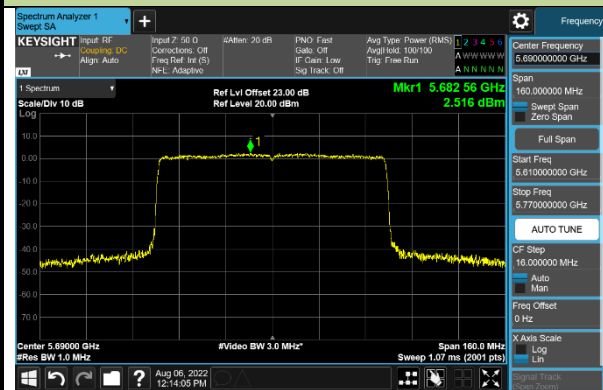 Spectrum Analyzer 1
Swept SA
Frequency
KEYSIGHT
Input: RF
Coupling: DC
Align: Auto
Input Z: 50 Ω
Corrections: Off
Freq Ref: Int (S)
NFE: Adaptive
#Atten: 20 dB
PNO: Fast
Gate: Off
IF Gain: Low
Sig Track: Off
Avg Type: Power (RMS)
Avg|Hold: 100/100
Trig: Free Run
1 2 3 4 5 6
A W W W W W
A N N N N N
LXI
1 Spectrum
Scale/Div 10 dB
Log
Ref Lvl Offset 23.00 dB
Ref Level 20.00 dBm
Mkr1 5.682 56 GHz
2.516 dBm
1
10.0
0.00
-10.0
-20.0
-30.0
-40.0
-50.0
-60.0
-70.0
Center 5.69000 GHz
#Res BW 1.0 MHz
#Video BW 3.0 MHz*
Span 160.0 MHz
Sweep 1.07 ms (2001 pts)
Center Frequency
5.690000000 GHz
Span
160.000000 MHz
Swept Span
Zero Span
Full Span
Start Freq
5.610000000 GHz
Stop Freq
5.770000000 GHz
AUTO TUNE
CF Step
16.000000 MHz
Auto
Man
Freq Offset
0 Hz
X Axis Scale
Log
Lin
Signal Track
(Span Zoom)
Aug 06, 2022
12:14:05 PM